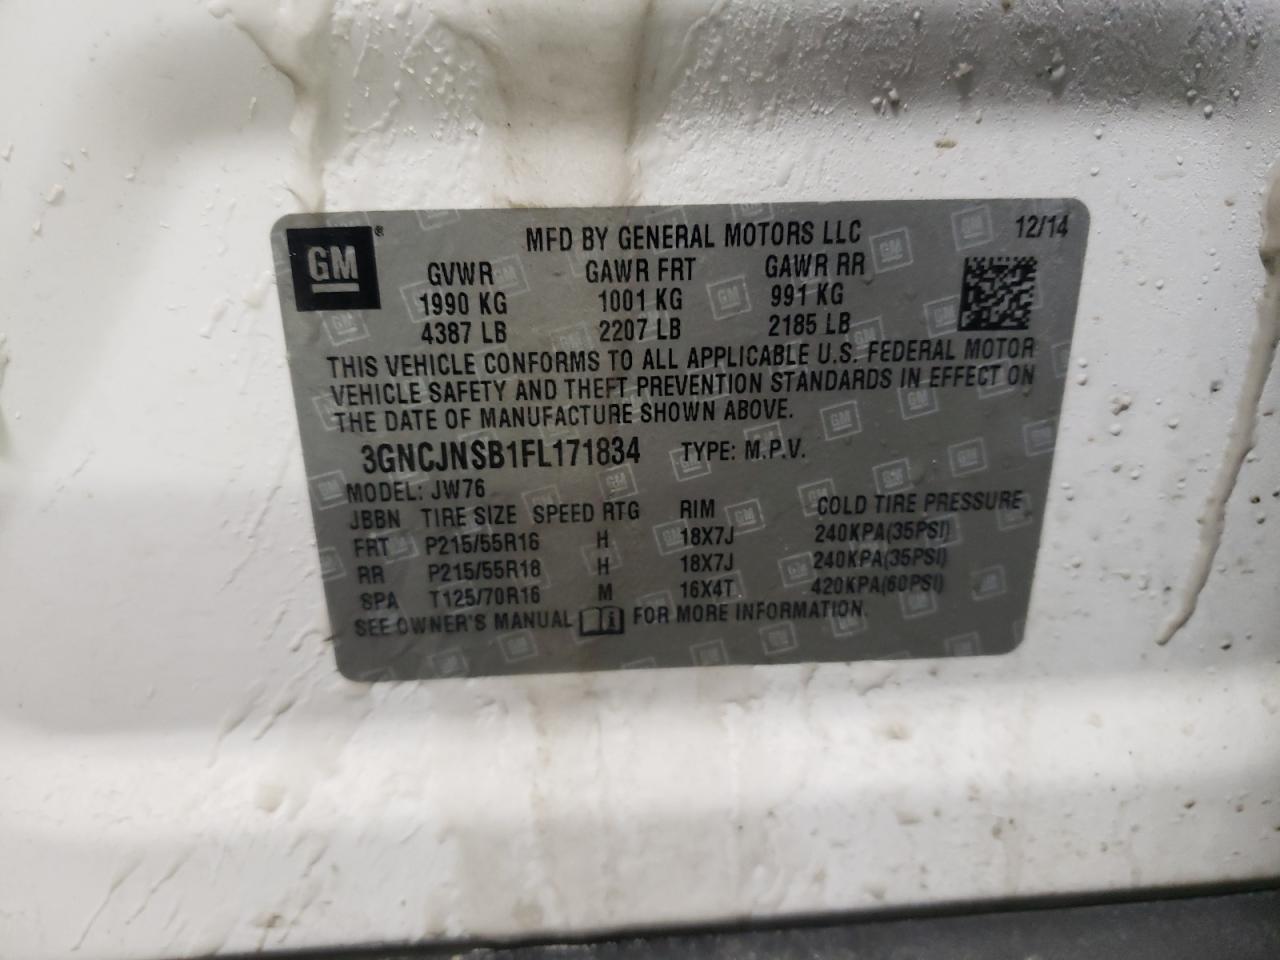 GM®
MFD BY GENERAL MOTORS LLC 12/14
GVWR GAWR FRT GAWR RR
1990 KG 1001 KG 991 KG
4387 LB 2207 LB 2185 LB
THIS VEHICLE CONFORMS TO ALL APPLICABLE U.S. FEDERAL MOTOR
VEHICLE SAFETY AND THEFT PREVENTION STANDARDS IN EFFECT ON
THE DATE OF MANUFACTURE SHOWN ABOVE.
3GNCJNSB1FL171834 TYPE: M.P.V.
MODEL: JW76
JBBN TIRE SIZE SPEED RTG RIM COLD TIRE PRESSURE
FRT P215/55R18 H 18X7J 240KPA(35PSI)
RR P215/55R18 H 18X7J 240KPA(35PSI)
SPA T125/70R16 M 16X4T 420KPA(60PSI)
SEE OWNER'S MANUAL FOR MORE INFORMATION.